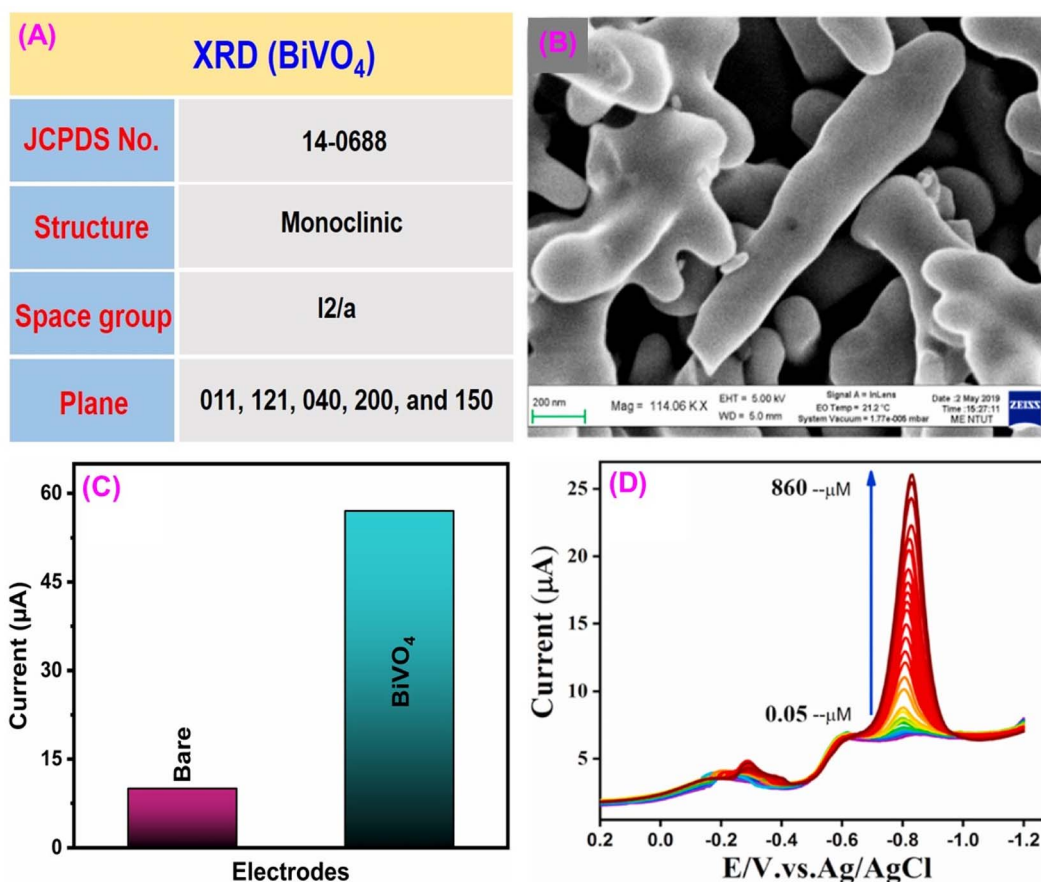 (A)
XRD (BiVO₄)
JCPDS No.
14-0688
Structure
Monoclinic
Space group
I2/a
Plane
011, 121, 040, 200, and 150
(B)
200 nm
Mag = 114.06 K X
EHT = 5.00 kV
WD = 5.0 mm
Signal A = InLens
EO Temp = 21.2 °C
System Vacuum = 1.77e-006 mbar
Date :2 May 2019
Time :15:27:11
ME NTUT
ZEISS
(C)
60
45
30
15
0
Current (µA)
Bare
BiVO₄
Electrodes
(D)
860 --µM
0.05 --µM
25
20
15
10
5
Current (µA)
0.2 0.0 -0.2 -0.4 -0.6 -0.8 -1.0 -1.2
E/V.vs.Ag/AgCl